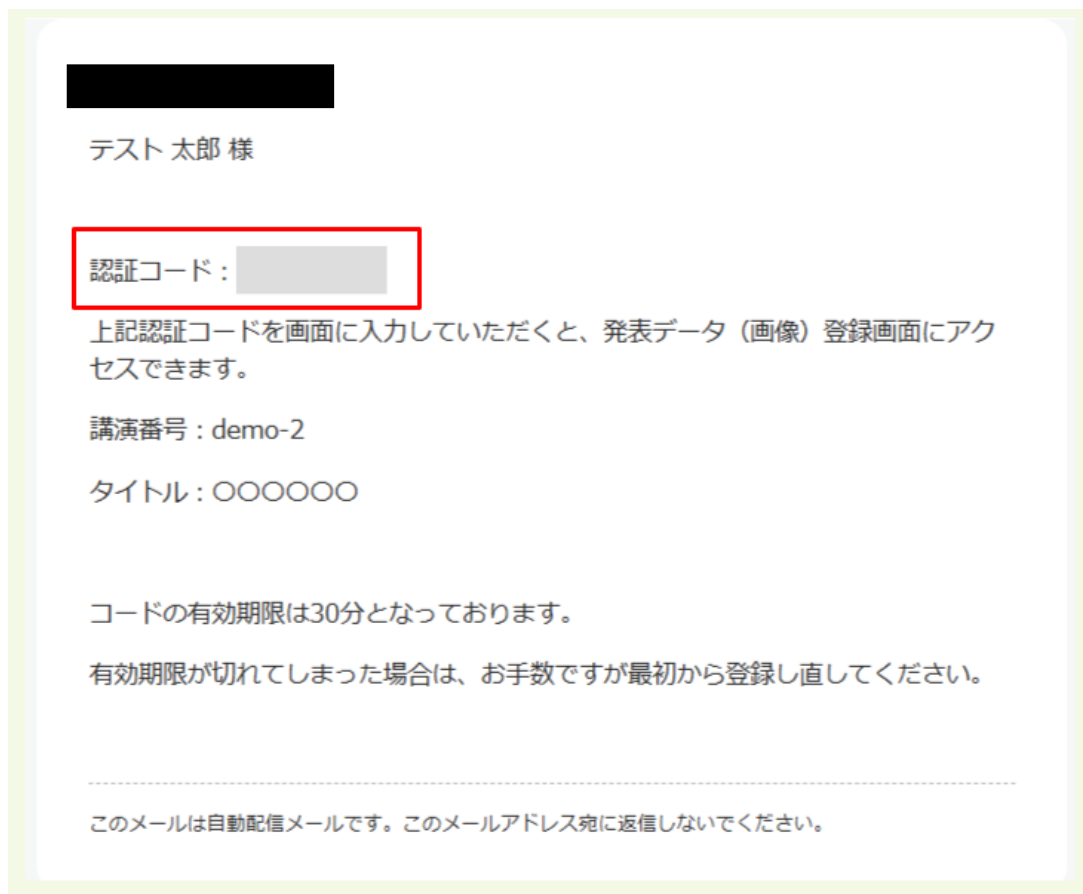 テスト 太郎 様
認証コード：
上記認証コードを画面に入力していただくと、発表データ（画像）登録画面にアク
セスできます。
講演番号：demo-2
タイトル：〇〇〇〇〇〇
コードの有効期限は30分となっております。
有効期限が切れてしまった場合は、お手数ですが最初から登録し直してください。
このメールは自動配信メールです。このメールアドレス宛に返信しないでください。